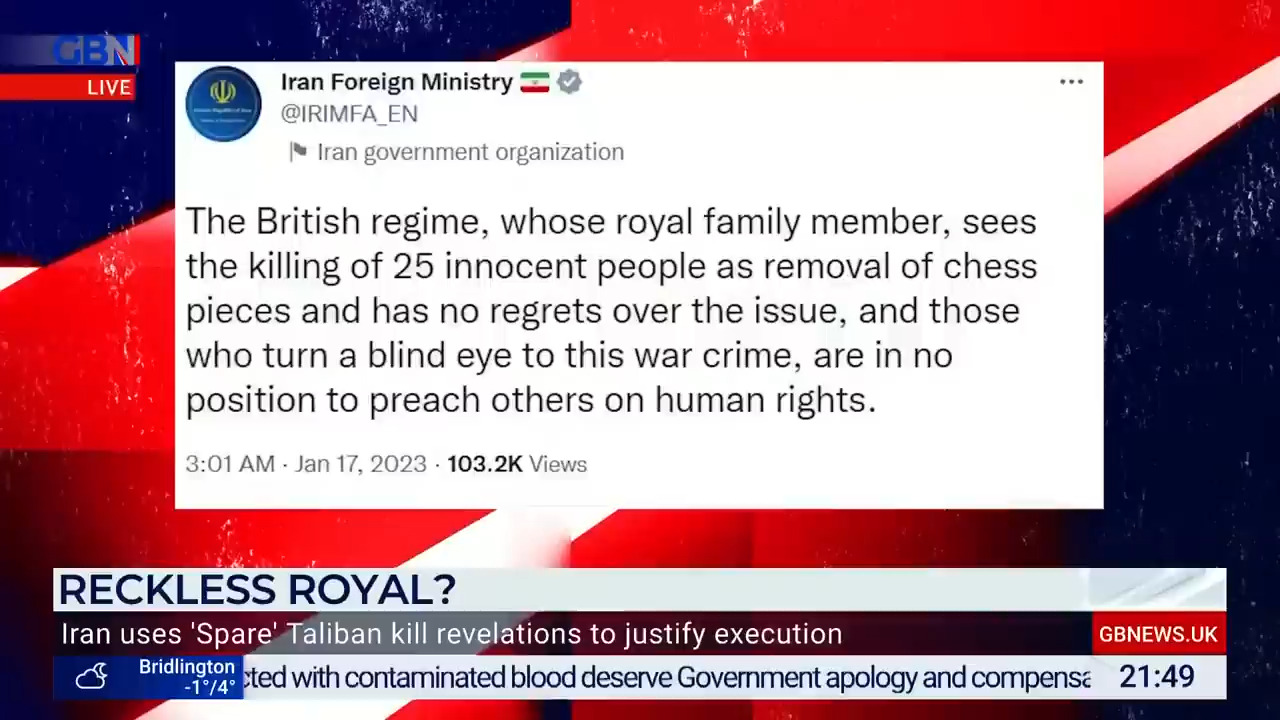 GBN
LIVE
Iran Foreign Ministry
@IRIMFA_EN
Iran government organization
The British regime, whose royal family member, sees
the killing of 25 innocent people as removal of chess
pieces and has no regrets over the issue, and those
who turn a blind eye to this war crime, are in no
position to preach others on human rights.
3:01 AM · Jan 17, 2023 · 103.2K Views
RECKLESS ROYAL?
Iran uses 'Spare' Taliban kill revelations to justify execution
GBNEWS.UK
Bridlington
-1°/4°
cted with contaminated blood deserve Government apology and compensa
21:49